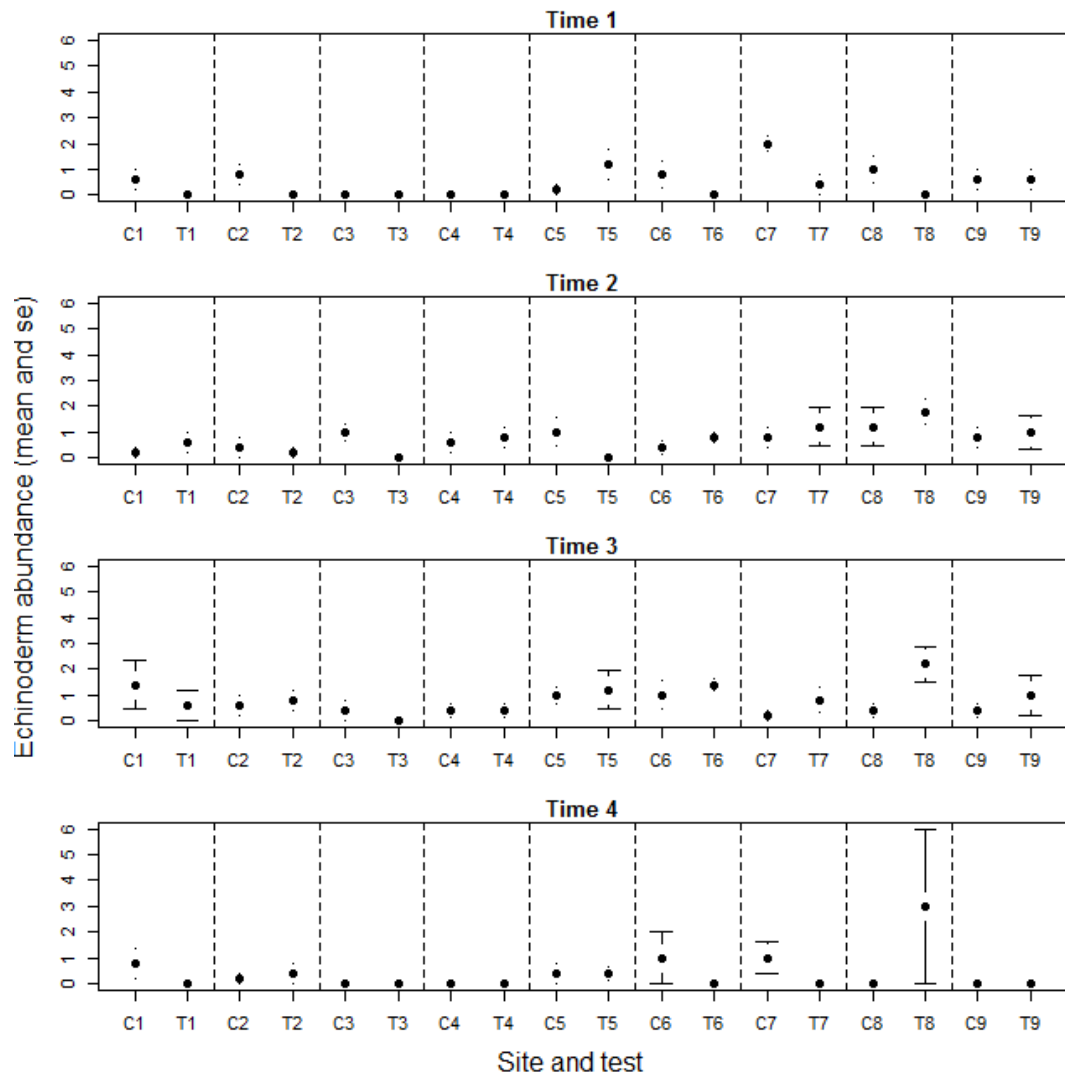 Time 1
6
5
4
3
2
1
0
C1 T1 C2 T2 C3 T3 C4 T4 C5 T5 C6 T6 C7 T7 C8 T8 C9 T9
Time 2
6
5
4
3
2
1
0
C1 T1 C2 T2 C3 T3 C4 T4 C5 T5 C6 T6 C7 T7 C8 T8 C9 T9
Echinoderm abundance (mean and se)
Time 3
6
5
4
3
2
1
0
C1 T1 C2 T2 C3 T3 C4 T4 C5 T5 C6 T6 C7 T7 C8 T8 C9 T9
Time 4
6
5
4
3
2
1
0
C1 T1 C2 T2 C3 T3 C4 T4 C5 T5 C6 T6 C7 T7 C8 T8 C9 T9
Site and test